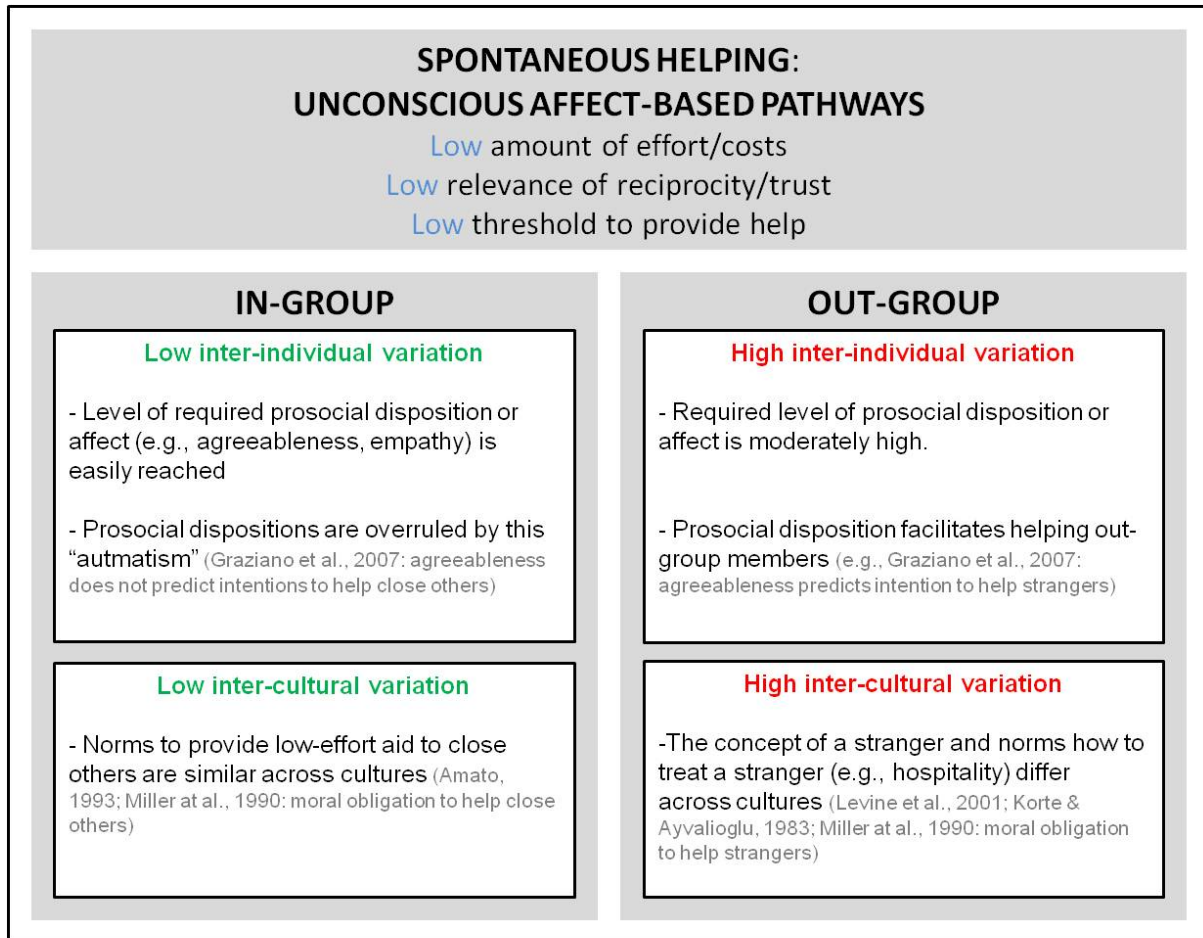 SPONTANEOUS HELPING:
UNCONSCIOUS AFFECT-BASED PATHWAYS
Low amount of effort/costs
Low relevance of reciprocity/trust
Low threshold to provide help
IN-GROUP
Low inter-individual variation
- Level of required prosocial disposition or
affect (e.g., agreeableness, empathy) is
easily reached
- Prosocial dispositions are overruled by this
“autmatism” (Graziano et al., 2007: agreeableness
does not predict intentions to help close others)
Low inter-cultural variation
- Norms to provide low-effort aid to close
others are similar across cultures (Amato,
1993; Miller at al., 1990: moral obligation to help close
others)
OUT-GROUP
High inter-individual variation
- Required level of prosocial disposition or
affect is moderately high.
- Prosocial disposition facilitates helping out-
group members (e.g., Graziano et al., 2007:
agreeableness predicts intention to help strangers)
High inter-cultural variation
-The concept of a stranger and norms how to
treat a stranger (e.g., hospitality) differ
across cultures (Levine et al., 2001; Korte &
Ayvalioglu, 1983; Miller at al., 1990: moral obligation
to help strangers)